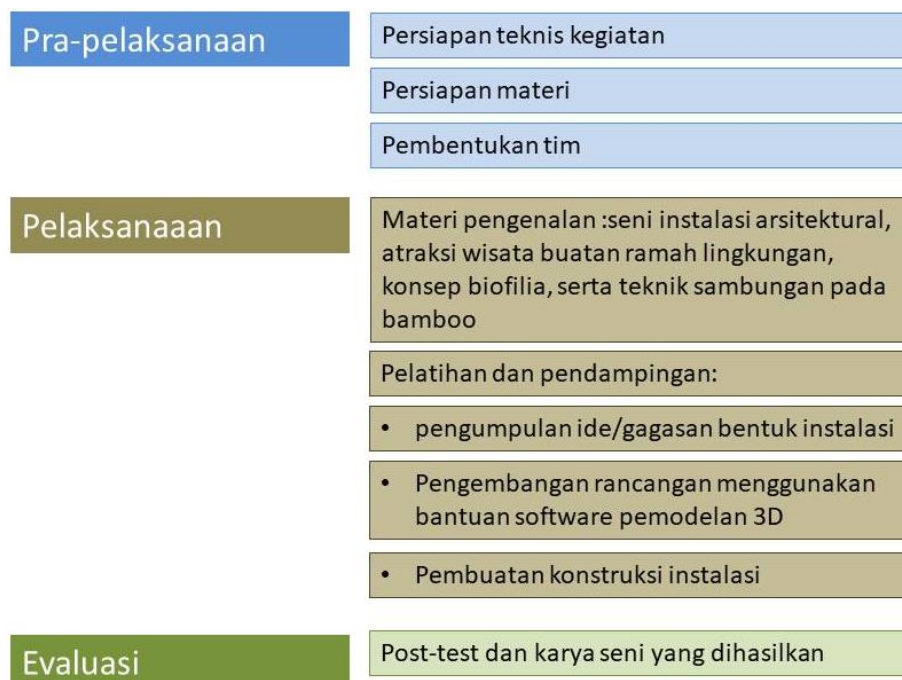 Pra-pelaksanaan
Persiapan teknis kegiatan
Persiapan materi
Pembentukan tim
Pelaksanaaan
Materi pengenalan :seni instalasi arsitektural,
atraksi wisata buatan ramah lingkungan,
konsep biofilia, serta teknik sambungan pada
bamboo
Pelatihan dan pendampingan:
• pengumpulan ide/gagasan bentuk instalasi
• Pengembangan rancangan menggunakan
bantuan software pemodelan 3D
• Pembuatan konstruksi instalasi
Evaluasi
Post-test dan karya seni yang dihasilkan